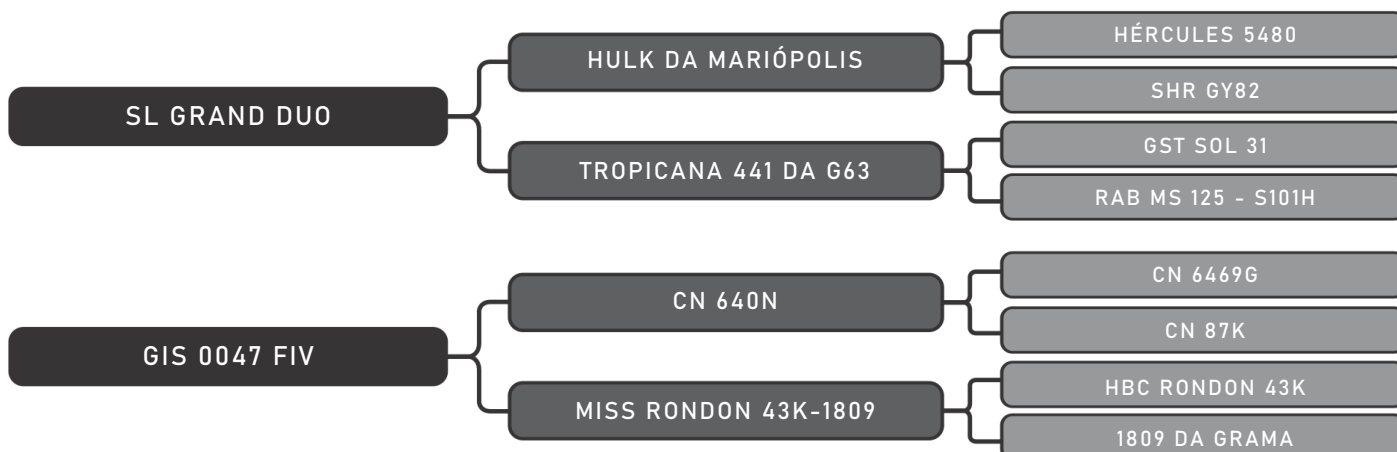 SL GRAND DUO
HULK DA MARIÓPOLIS
HÉRCULES 5480
SHR GY82
TROPICANA 441 DA G63
GST SOL 31
RAB MS 125 - S101H
GIS 0047 FIV
CN 640N
CN 6469G
CN 87K
MISS RONDON 43K-1809
HBC RONDON 43K
1809 DA GRAMA